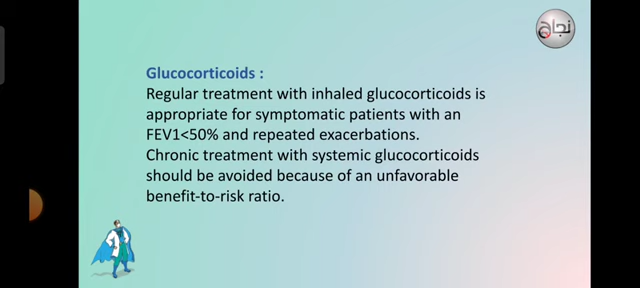 نجاح
Glucocorticoids :
Regular treatment with inhaled glucocorticoids is
appropriate for symptomatic patients with an
FEV1<50% and repeated exacerbations.
Chronic treatment with systemic glucocorticoids
should be avoided because of an unfavorable
benefit-to-risk ratio.